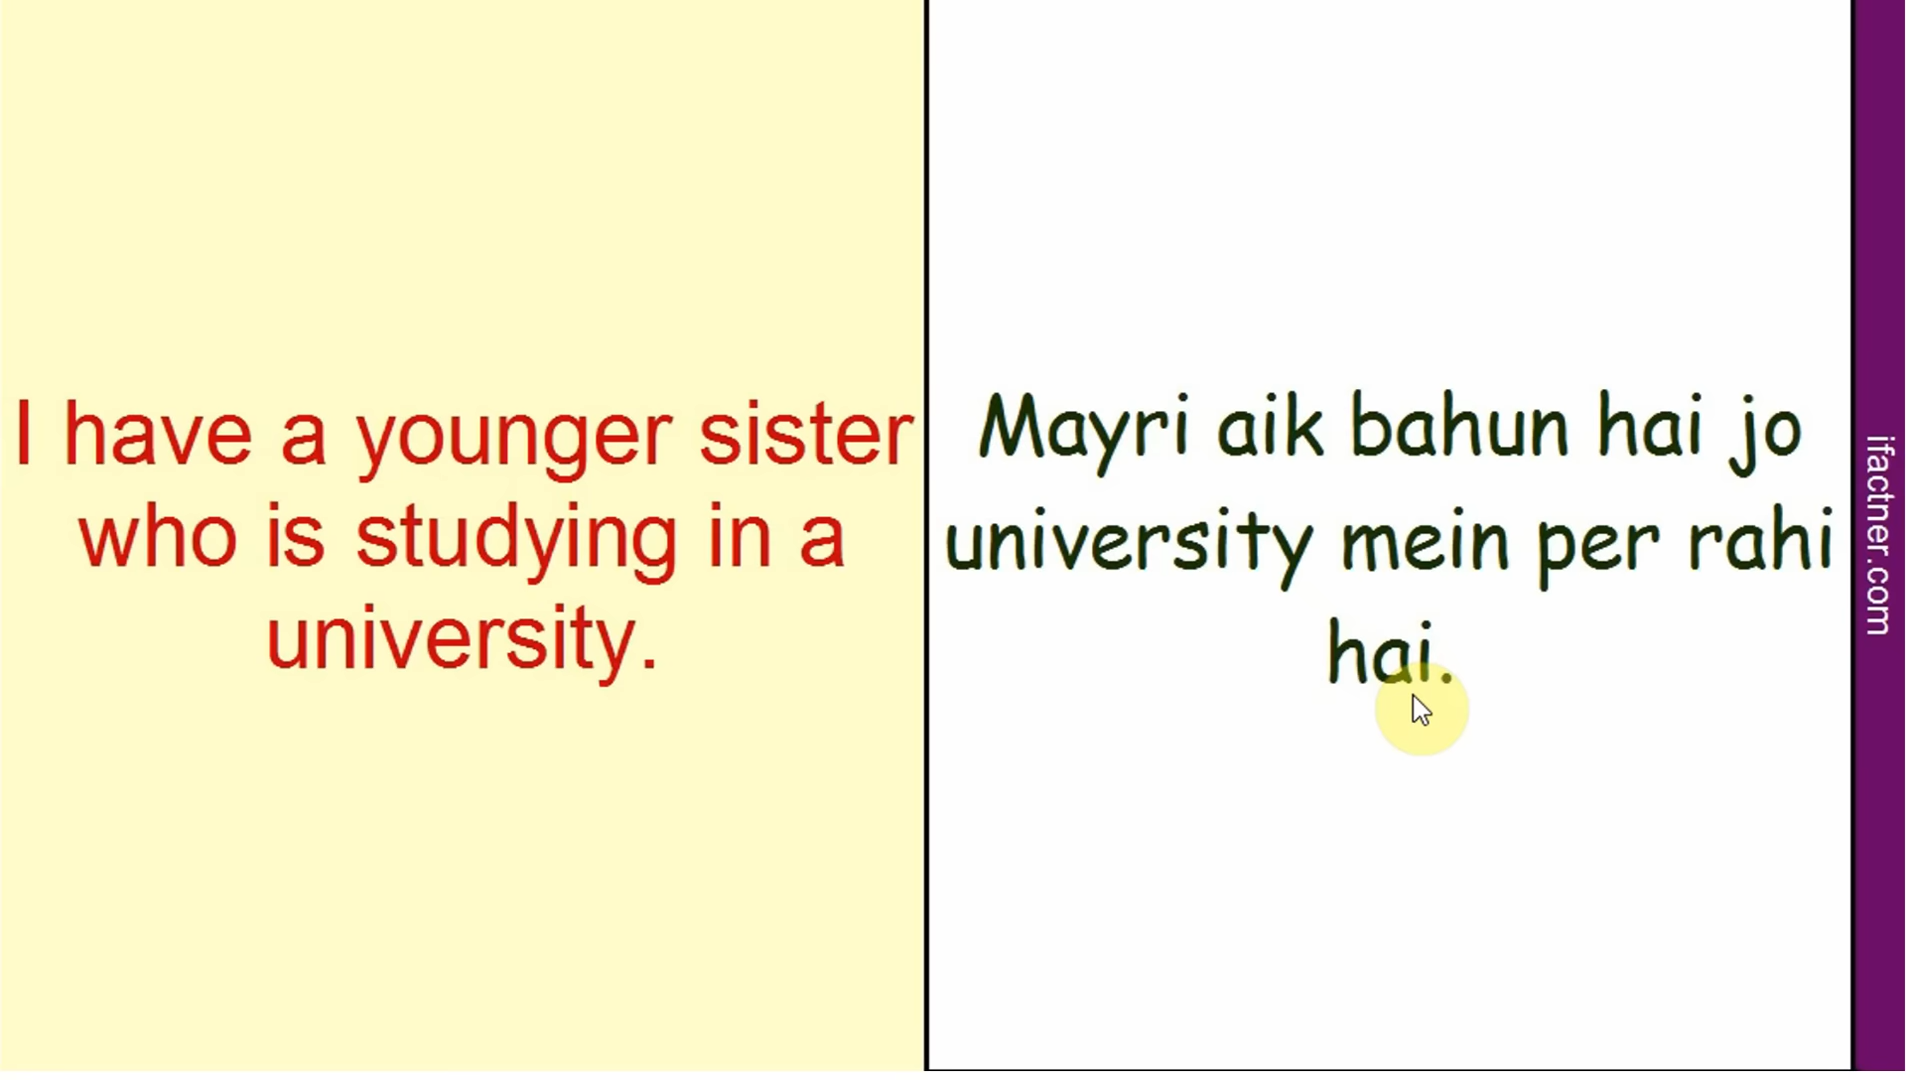 I have a younger sister
who is studying in a
university.
Mayri aik bahun hai jo
university mein per rahi
hai.
ifactner.com